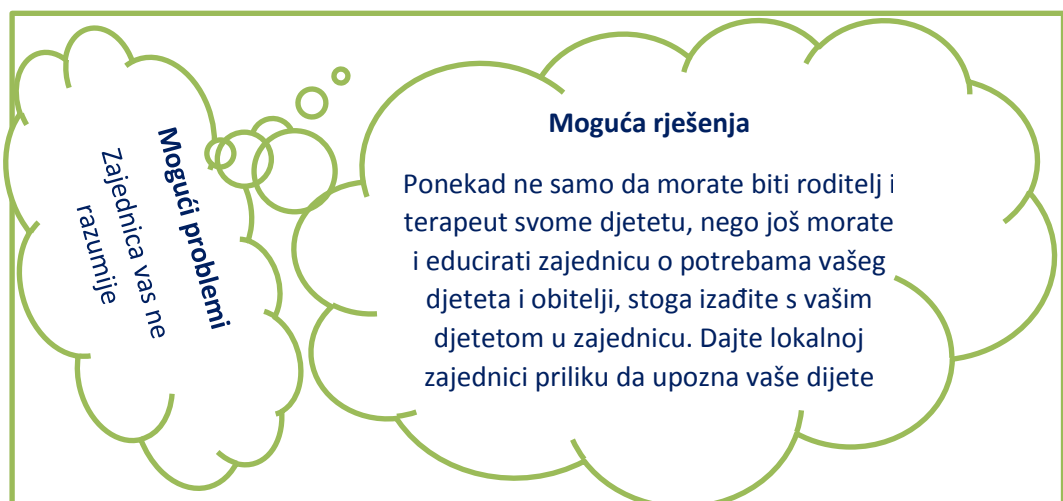 Mogući problemi
Zajednica vas ne
razumije
Moguća rješenja
Ponekad ne samo da morate biti roditelj i
terapeut svome djetetu, nego još morate
i educirati zajednicu o potrebama vašeg
djeteta i obitelji, stoga izađite s vašim
djetetom u zajednicu. Dajte lokalnoj
zajednici priliku da upozna vaše dijete